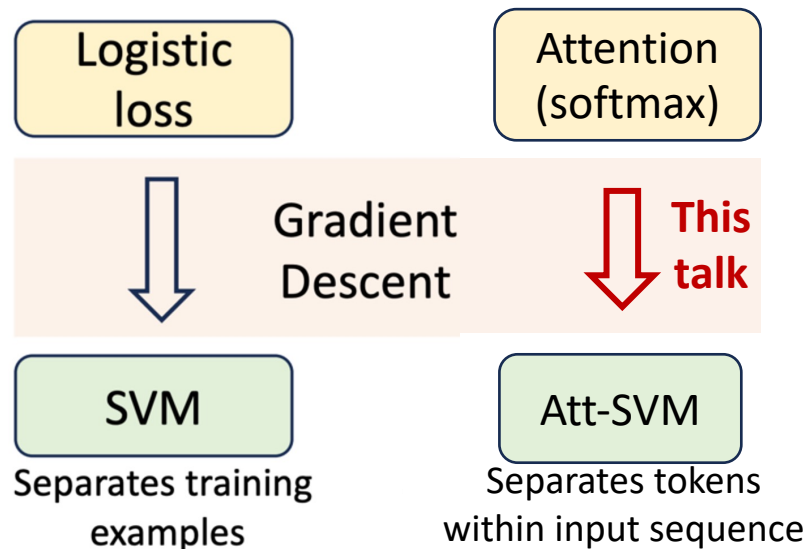 Logistic
loss
Attention
(softmax)
Gradient
Descent
This
talk
SVM
Separates training
examples
Att-SVM
Separates tokens
within input sequence